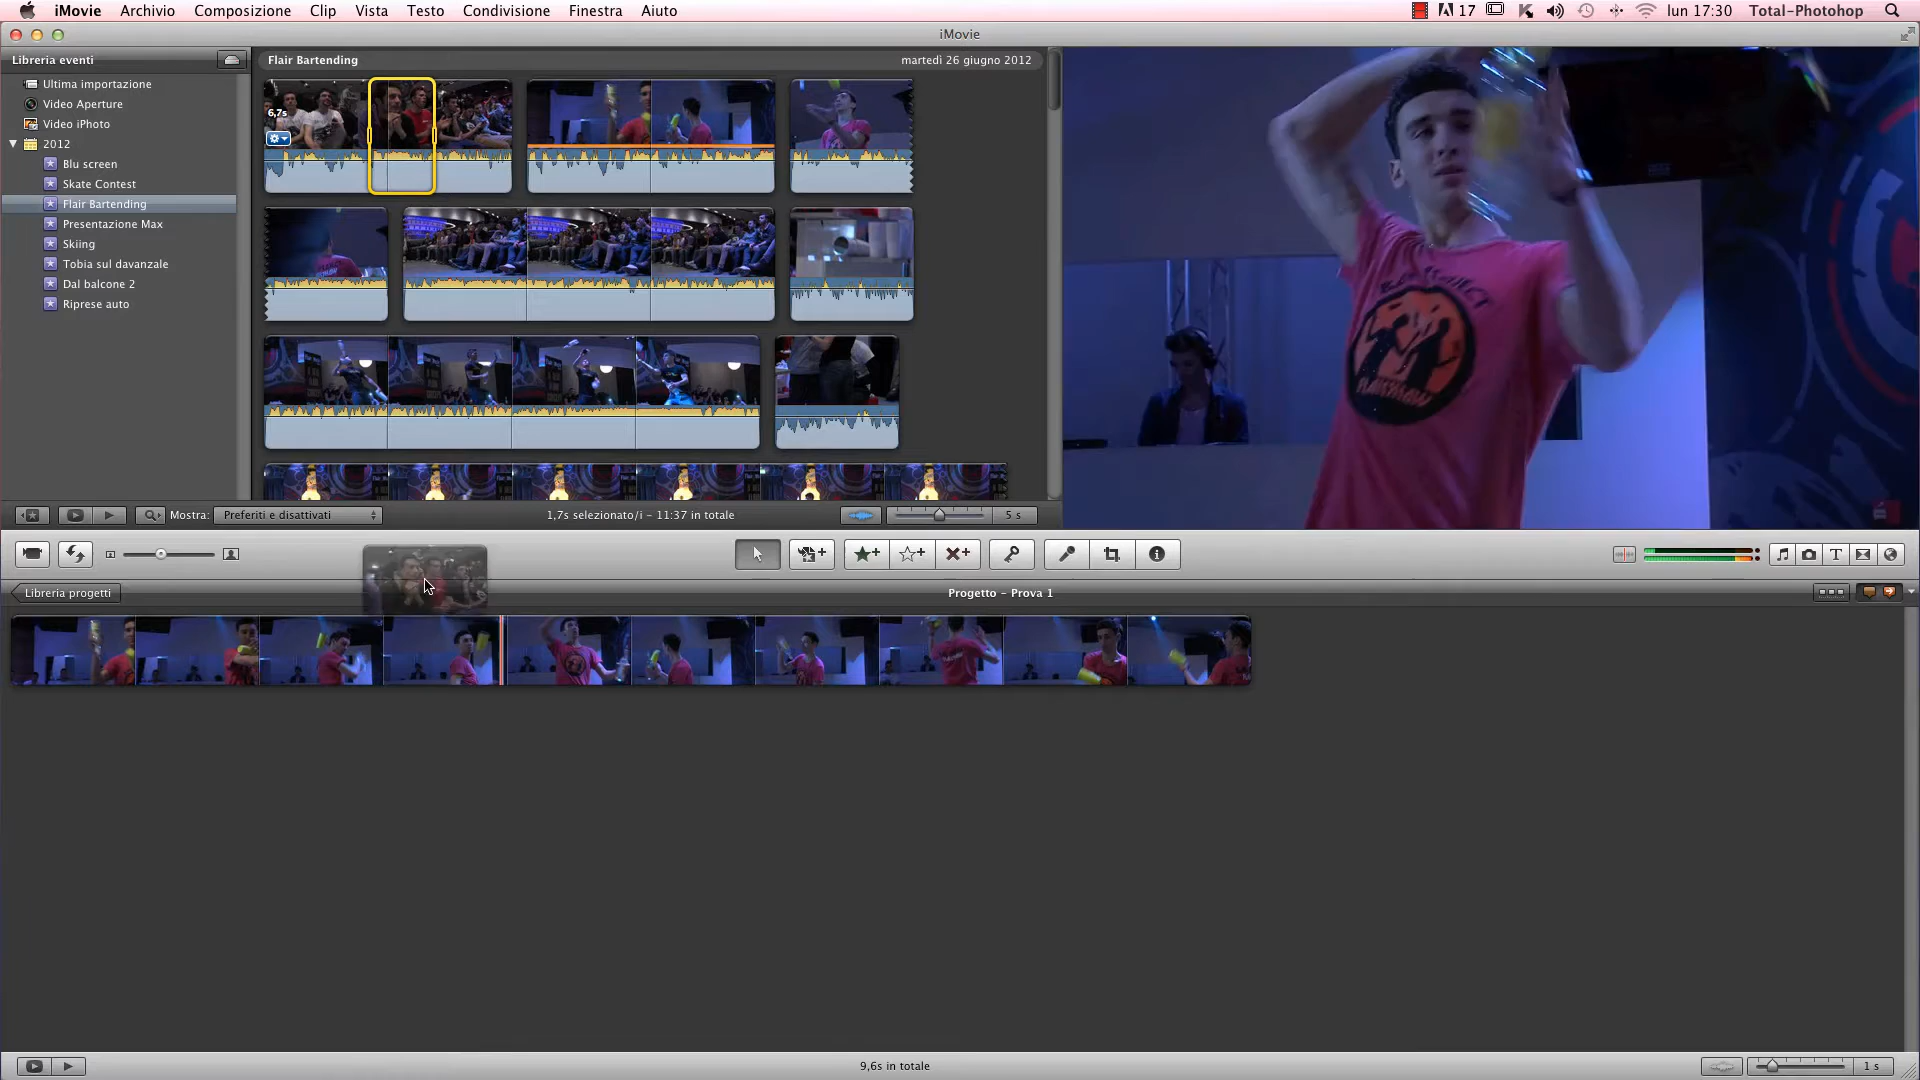 iMovie Archivio Composizione Clip Vista Testo Condivisione Finestra Aiuto 17 lun 17:30 Total-Photohop
iMovie
Libreria eventi
Flair Bartending martedì 26 giugno 2012
Ultima importazione
Video Aperture
Video iPhoto
2012
Blu screen
Skate Contest
Flair Bartending
Presentazione Max
Skiing
Tobia sul davanzale
Dal balcone 2
Riprese auto
6,7s
FLAIRSHOW
Mostra: Preferiti e disattivati 1,7s selezionato/i – 11:37 in totale 5 s
Libreria progetti Progetto – Prova 1
9,6s in totale 1 s